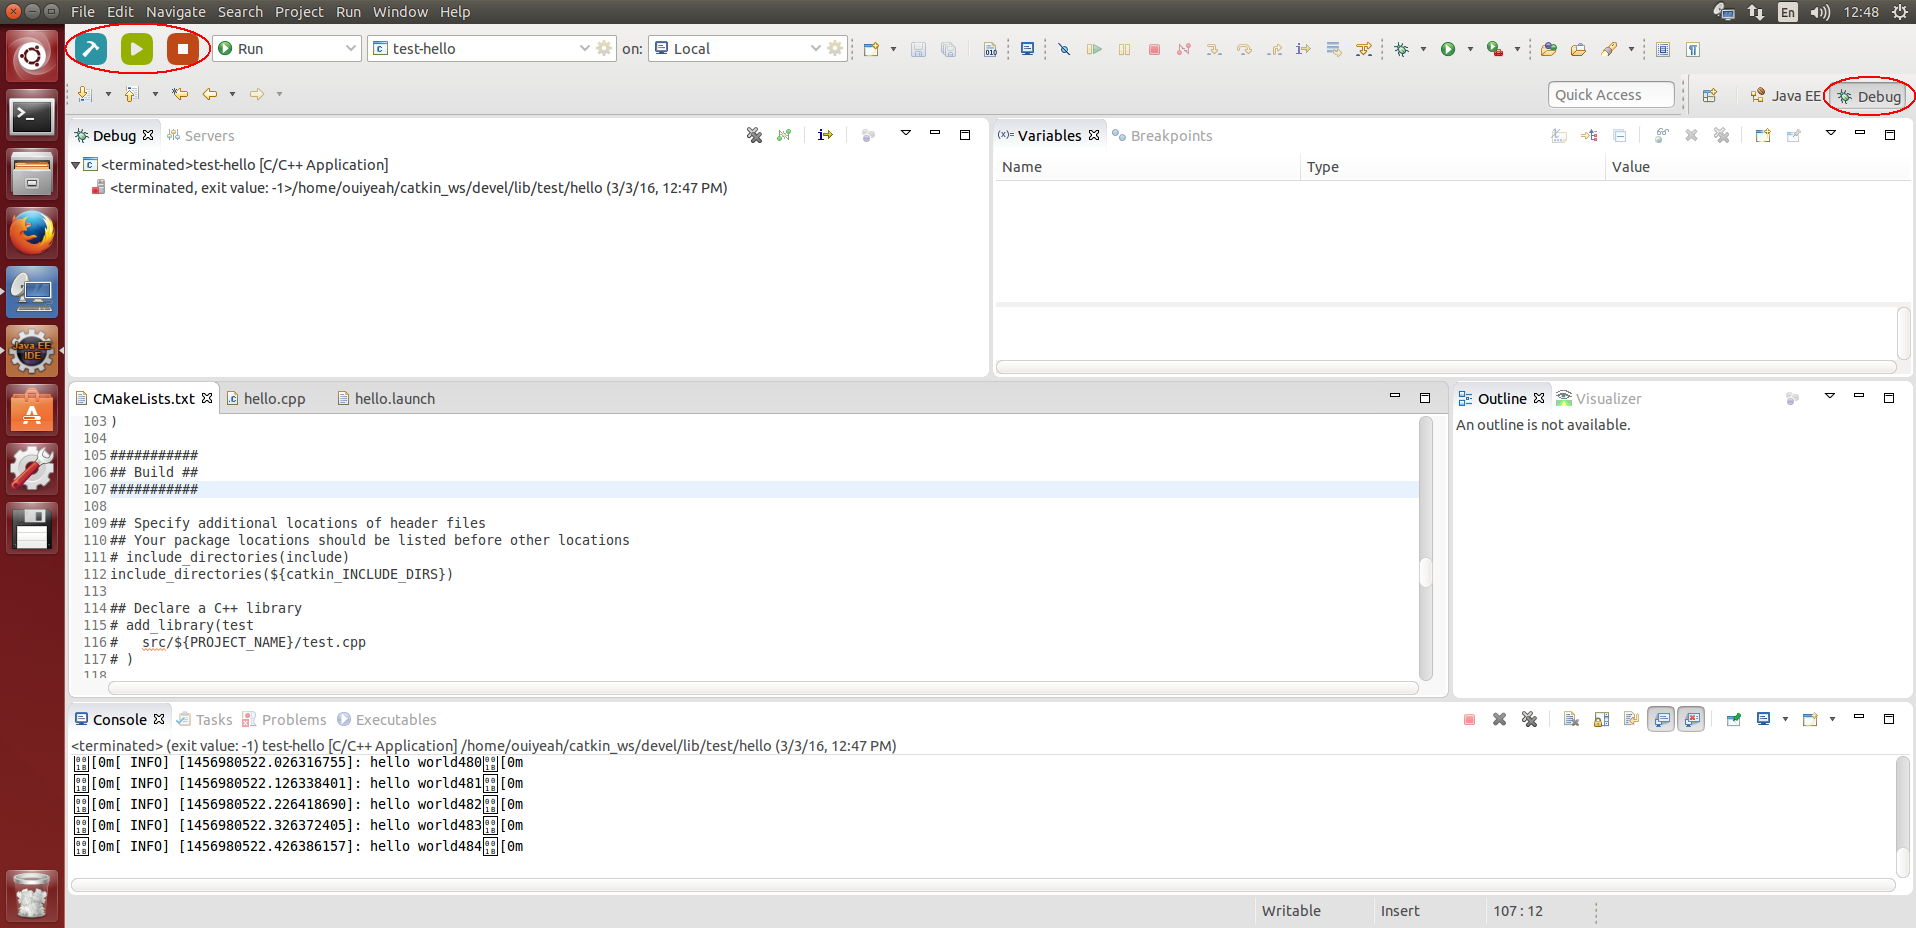 File Edit Navigate Search Project Run Window Help
En 12:48
Run test-hello on: Local
010
Quick Access Java EE Debug
Debug Servers
Variables Breakpoints
<terminated>test-hello [C/C++ Application]
<terminated, exit value: -1>/home/ouiyeah/catkin_ws/devel/lib/test/hello (3/3/16, 12:47 PM)
Name Type Value
Java EE
IDE
CMakeLists.txt hello.cpp hello.launch
Outline Visualizer
An outline is not available.
103 )
104
105 ###########
106 ## Build ##
107 ###########
108
109 ## Specify additional locations of header files
110 ## Your package locations should be listed before other locations
111 # include_directories(include)
112 include_directories(${catkin_INCLUDE_DIRS})
113
114 ## Declare a C++ library
115 # add_library(test
116 #   src/${PROJECT_NAME}/test.cpp
117 # )
118
Console Tasks Problems Executables
<terminated> (exit value: -1) test-hello [C/C++ Application] /home/ouiyeah/catkin_ws/devel/lib/test/hello (3/3/16, 12:47 PM)
[0m[ INFO] [1456980522.026316755]: hello world480[0m
[0m[ INFO] [1456980522.126338401]: hello world481[0m
[0m[ INFO] [1456980522.226418690]: hello world482[0m
[0m[ INFO] [1456980522.326372405]: hello world483[0m
[0m[ INFO] [1456980522.426386157]: hello world484[0m
Writable Insert 107 : 12